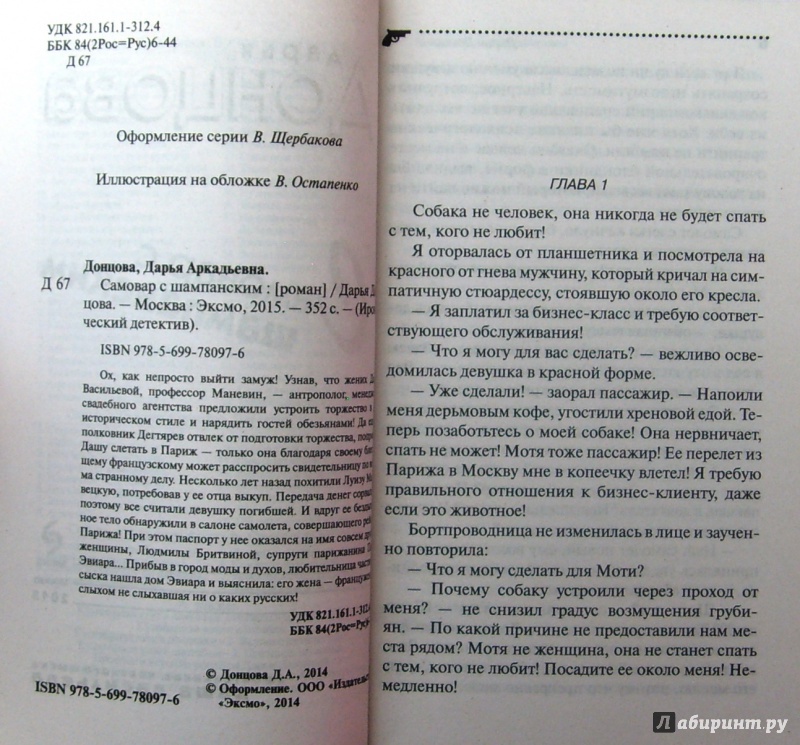 УДК 821.161.1-312.4
ББК 84(2Рос=Рус)6-44
Д 67
Оформление серии В. Щербакова
Иллюстрация на обложке В. Остапенко
Донцова, Дарья Аркадьевна.
Д 67 Самовар с шампанским : [роман] / Дарья
цова. — Москва : Эксмо, 2015. — 352 с. — (Иро
ческий детектив).
ISBN 978-5-699-78097-6
Ох, как непросто выйти замуж! Узнав, что жених
Васильевой, профессор Маневин, — антрополог,
свадебного агентства предложили устроить торжество
историческом стиле и нарядить гостей обезьянами!
полковник Дегтярев отвлек от подготовки торжества,
Дашу слетать в Париж — только она благодаря своему
щему французскому может расспросить свидетельницу по
ма странному делу. Несколько лет назад похитили Луизу
вецкую, потребовав у ее отца выкуп. Передача денег
поэтому все считали девушку погибшей. И вдруг ее
ное тело обнаружили в салоне самолета, совершающего
Парижа! При этом паспорт у нее оказался на имя совсем
женщины, Людмилы Бритвиной, супруги парижанина
Эвиара... Прибыв в город моды и духов, любительница
сыска нашла дом Эвиара и выяснила: его жена —
слыхом не слыхавшая ни о каких русских!
УДК 821.161.1-312.4
ББК 84(2Рос=Рус)
© Донцова Д.А., 2014
© Оформление. ООО «Издательст
ISBN 978-5-699-78097-6 «Эксмо», 2014
ГЛАВА 1
Собака не человек, она никогда не будет спать
с тем, кого не любит!
Я оторвалась от планшетника и посмотрела на
красного от гнева мужчину, который кричал на сим-
патичную стюардессу, стоявшую около его кресла.
— Я заплатил за бизнес-класс и требую соответ-
ствующего обслуживания!
— Что я могу для вас сделать? — вежливо осве-
домилась девушка в красной форме.
— Уже сделали! — заорал пассажир. — Напоили
меня дерьмовым кофе, угостили хреновой едой. Те-
перь позаботьтесь о моей собаке! Она нервничает,
спать не может! Мотя тоже пассажир! Ее перелет из
Парижа в Москву мне в копеечку влетел! Я требую
правильного отношения к бизнес-клиенту, даже
если это животное!
Бортпроводница не изменилась в лице и заучен-
но повторила:
— Что я могу сделать для Моти?
— Почему собаку устроили через проход от
меня? — не снизил градус возмущения груби-
ян. — По какой причине не предоставили нам мес-
та рядом? Мотя не женщина, она не станет спать
с тем, кого не любит! Посадите ее около меня! Не-
медленно!
Лабиринт.ру